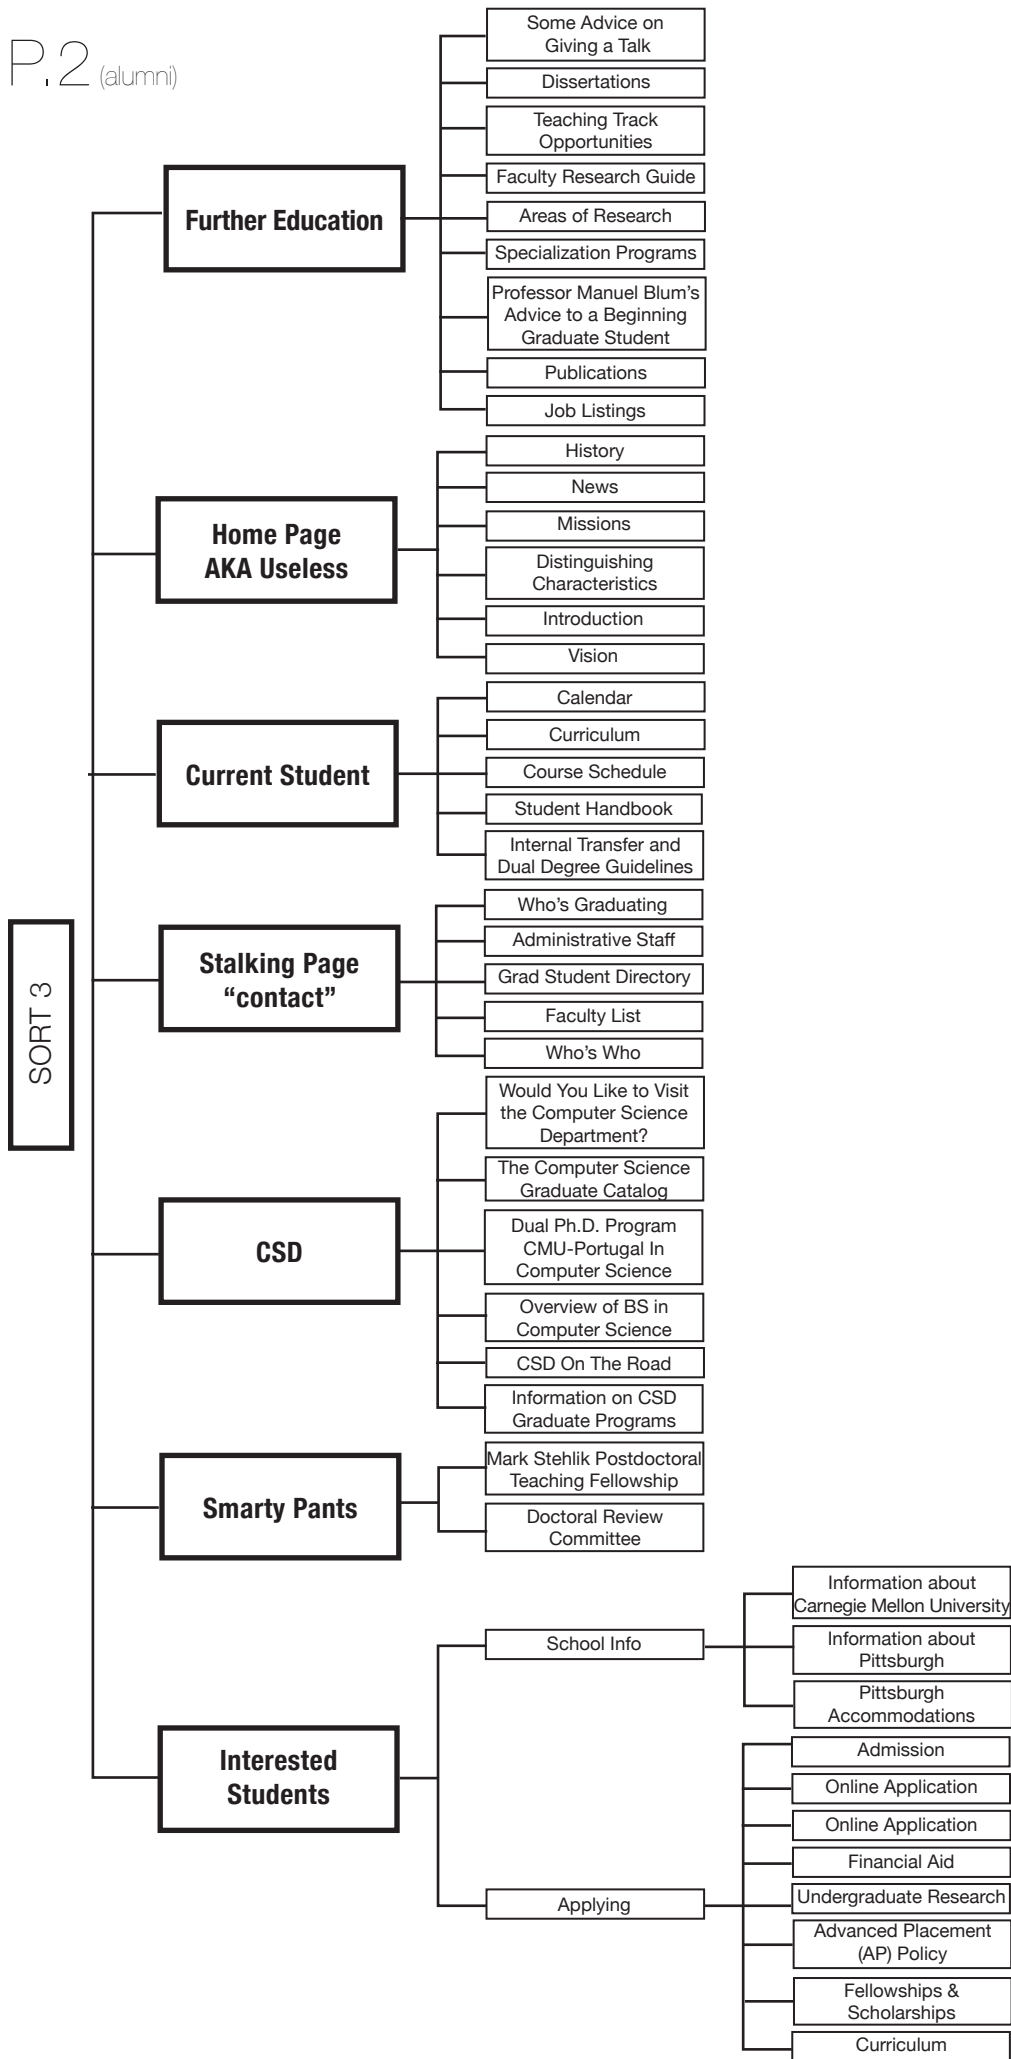 P.2 (alumni)
SORT 3
Further Education
Some Advice on
Giving a Talk
Dissertations
Teaching Track
Opportunities
Faculty Research Guide
Areas of Research
Specialization Programs
Professor Manuel Blum’s
Advice to a Beginning
Graduate Student
Publications
Job Listings
Home Page
AKA Useless
History
News
Missions
Distinguishing
Characteristics
Introduction
Vision
Current Student
Calendar
Curriculum
Course Schedule
Student Handbook
Internal Transfer and
Dual Degree Guidelines
Stalking Page
“contact”
Who’s Graduating
Administrative Staff
Grad Student Directory
Faculty List
Who’s Who
CSD
Would You Like to Visit
the Computer Science
Department?
The Computer Science
Graduate Catalog
Dual Ph.D. Program
CMU-Portugal In
Computer Science
Overview of BS in
Computer Science
CSD On The Road
Information on CSD
Graduate Programs
Smarty Pants
Mark Stehlik Postdoctoral
Teaching Fellowship
Doctoral Review
Committee
Interested
Students
School Info
Information about
Carnegie Mellon University
Information about
Pittsburgh
Pittsburgh
Accommodations
Applying
Admission
Online Application
Online Application
Financial Aid
Undergraduate Research
Advanced Placement
(AP) Policy
Fellowships &
Scholarships
Curriculum